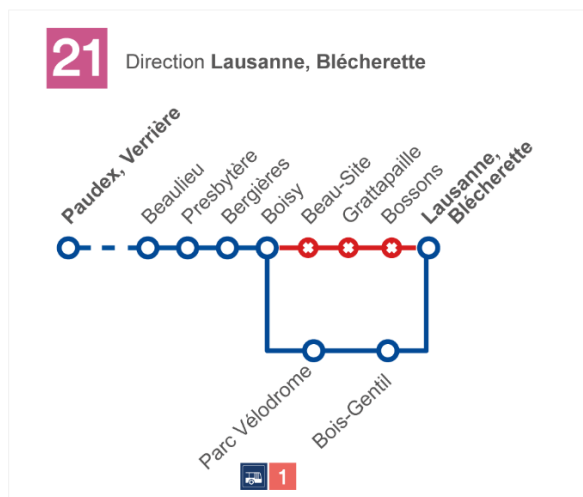 21
Direction Lausanne, Blécherette
Paudex, Verrière
Beaulieu
Presbytère
Bergières
Boisy
Beau-Site
Grattapaille
Bossons
Lausanne,
Blécherette
Parc Vélodrome
Bois-Gentil
1